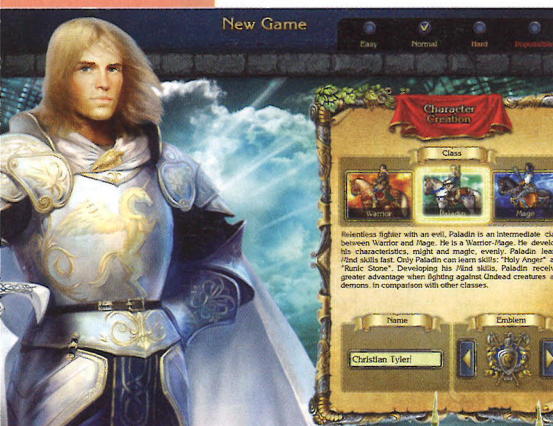 New Game
Easy
Normal
Hard
Impossible
Character
Creation
Class
Warrior
Paladin
Mage
Relentless fighter with an evil, Paladin is an intermediate
between Warrior and Mage. He is a Warrior-Mage. He
his characteristics, might and magic, evenly. Paladin
Mind skills fast. Only Paladin can learn skills: "Holy Anger"
"Runic Stone". Developing his Mind skills, Paladin
greater advantage when fighting against Undead creatures
demons, in comparison with other classes.
Name
Emblem
Christian Tyler